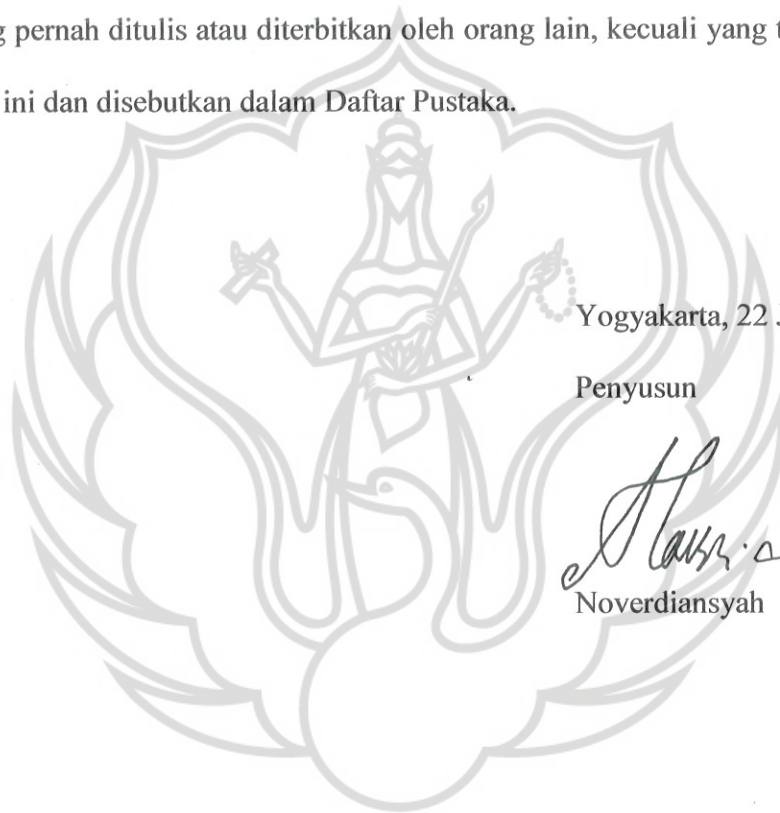 pernah ditulis atau diterbitkan oleh orang lain, kecuali yang
ini dan disebutkan dalam Daftar Pustaka.
Yogyakarta, 22
Penyusun
Noverdiansyah